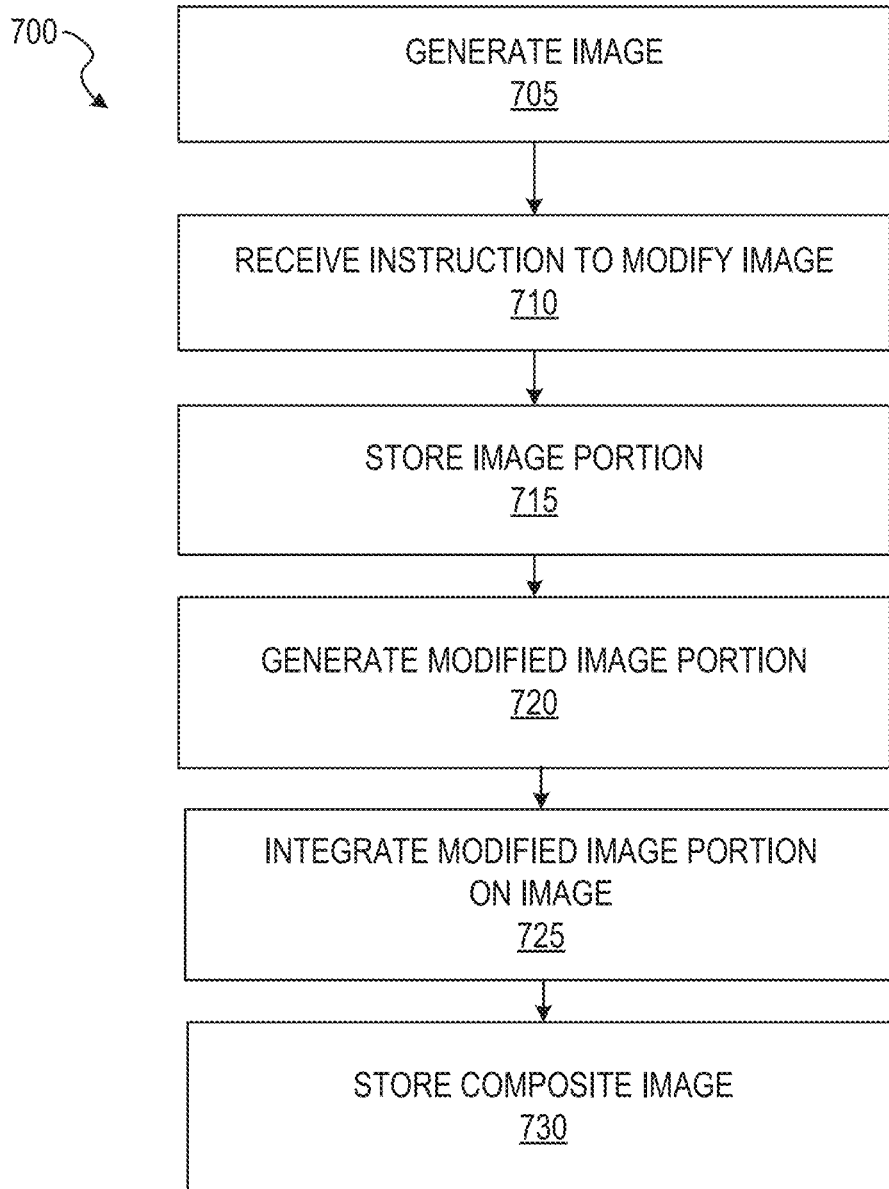 700
GENERATE IMAGE
705
RECEIVE INSTRUCTION TO MODIFY IMAGE
710
STORE IMAGE PORTION
715
GENERATE MODIFIED IMAGE PORTION
720
INTEGRATE MODIFIED IMAGE PORTION
ON IMAGE
725
STORE COMPOSITE IMAGE
730